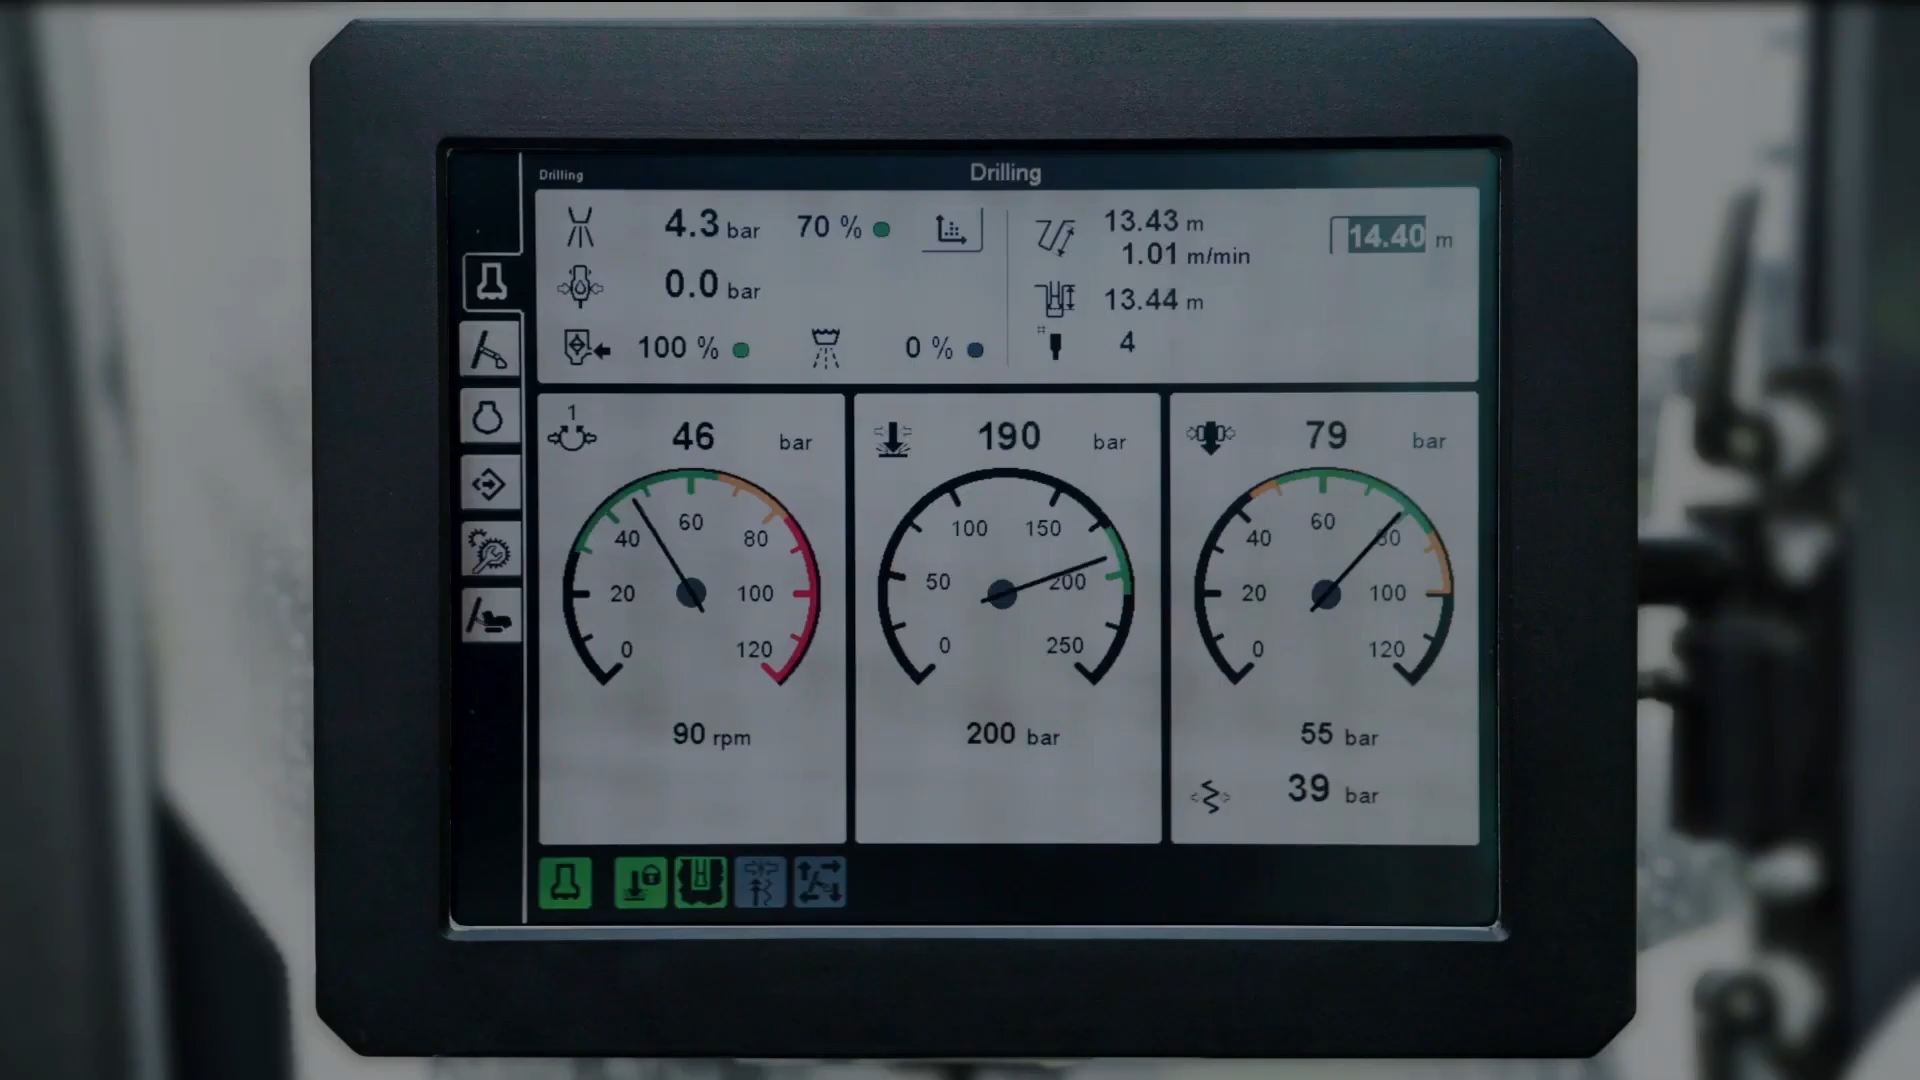 Drilling
Drilling
4.3 bar 70 %
13.43 m
1.01 m/min
14.40 m
0.0 bar
13.44 m
100 % 0 %
# 4
1 46 bar
190 bar
79 bar
0 20 40 60 80 100 120
0 50 100 150 200 250
0 20 40 60 80 100 120
90 rpm
200 bar
55 bar
39 bar